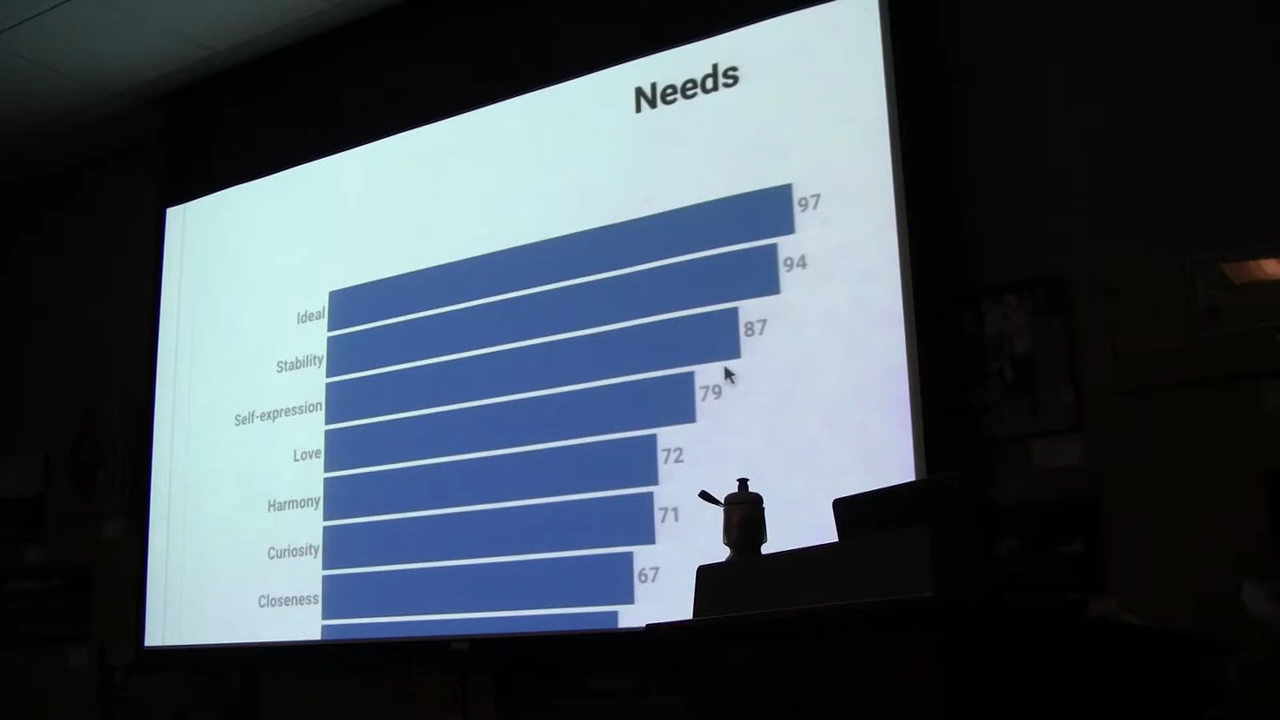 Needs
Ideal 97
Stability 94
Self-expression 87
Love 79
Harmony 72
Curiosity 71
Closeness 67